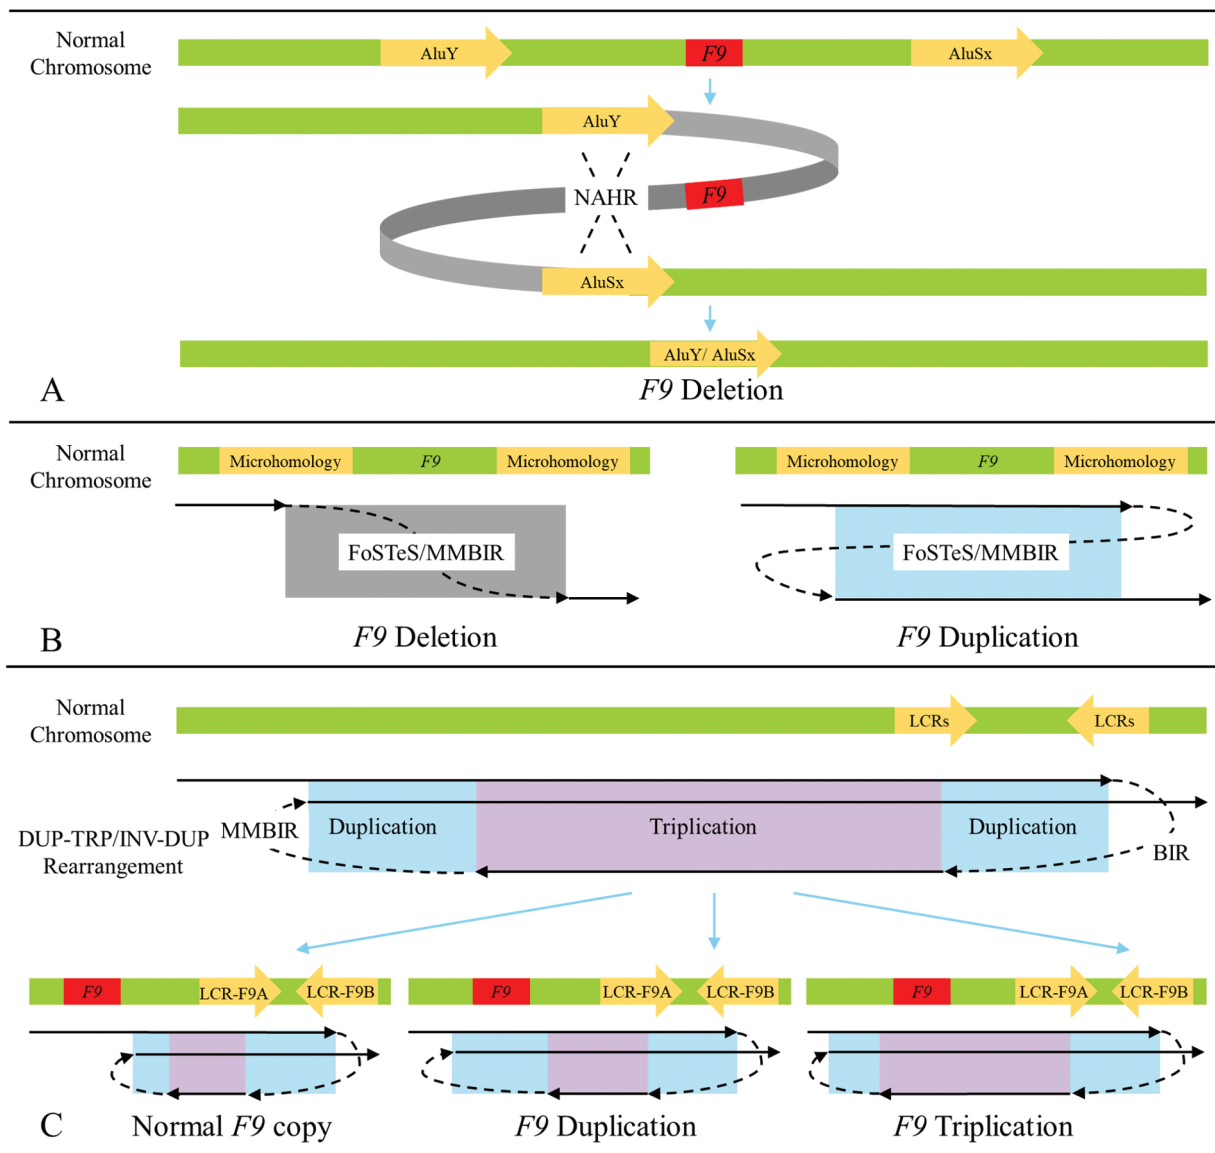 Normal
Chromosome
AluY
F9
AluSx
AluY
NAHR
F9
AluSx
AluY/ AluSx
A
F9 Deletion
Normal
Chromosome
Microhomology
F9
Microhomology
Microhomology
F9
Microhomology
FoSTeS/MMBIR
FoSTeS/MMBIR
B
F9 Deletion
F9 Duplication
Normal
Chromosome
LCRs
LCRs
DUP-TRP/INV-DUP
Rearrangement
MMBIR
Duplication
Triplication
Duplication
BIR
F9
LCR-F9A
LCR-F9B
F9
LCR-F9A
LCR-F9B
F9
LCR-F9A
LCR-F9B
C
Normal F9 copy
F9 Duplication
F9 Triplication